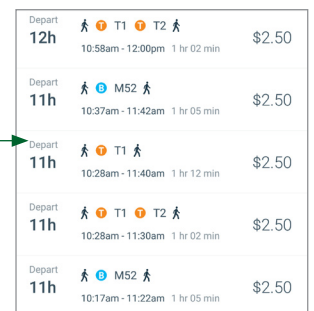 Depart
12h
T T1 T T2
$2.50
10:58am - 12:00pm 1 hr 02 min
Depart
11h
B M52
$2.50
10:37am - 11:42am 1 hr 05 min
Depart
11h
T T1
$2.50
10:28am - 11:40am 1 hr 12 min
Depart
11h
T T1 T T2
$2.50
10:28am - 11:30am 1 hr 02 min
Depart
11h
B M52
$2.50
10:17am - 11:22am 1 hr 05 min